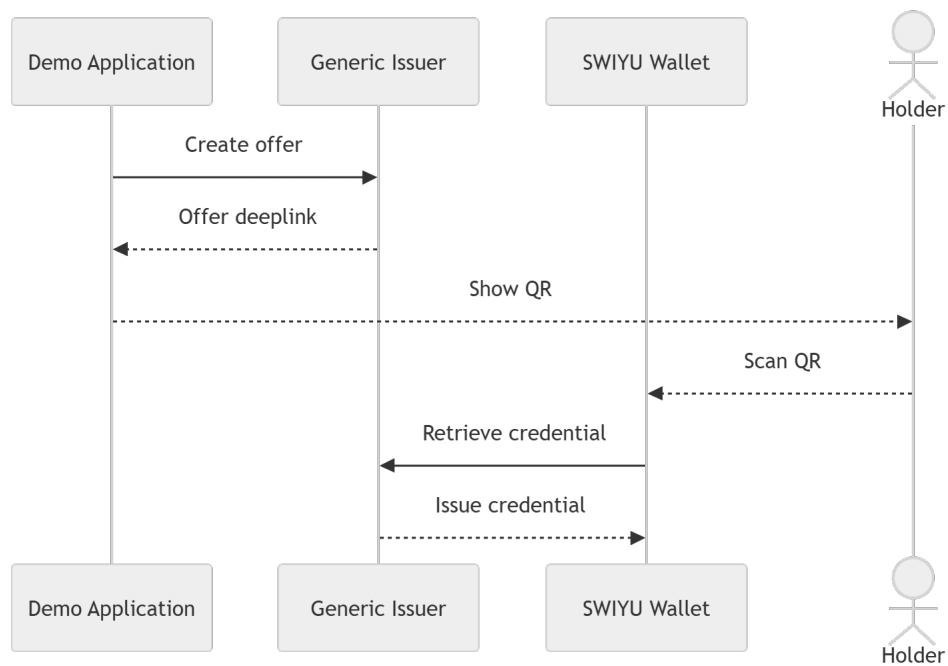 Demo Application
Generic Issuer
SWIYU Wallet
Holder
Create offer
Offer deeplink
Show QR
Scan QR
Retrieve credential
Issue credential
Demo Application
Generic Issuer
SWIYU Wallet
Holder